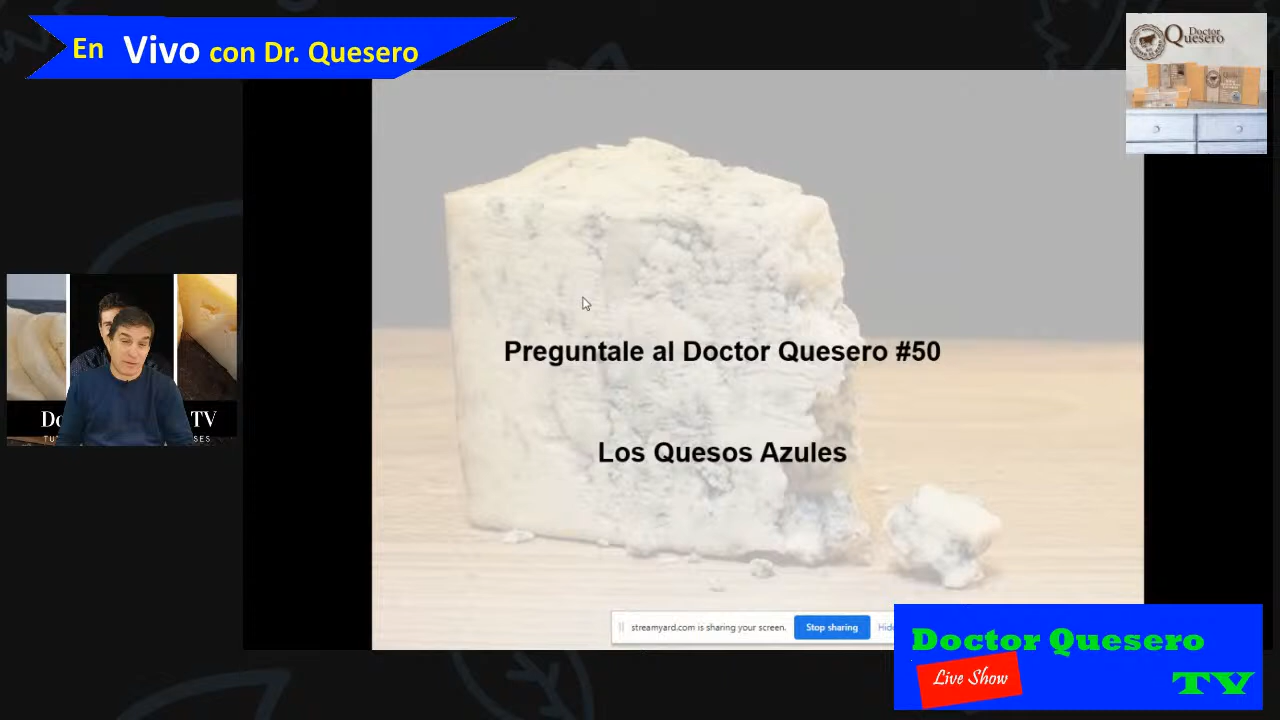 En Vivo con Dr. Quesero
Doctor
Quesero
Preguntale al Doctor Quesero #50
Los Quesos Azules
TV
streamyard.com is sharing your screen.
Stop sharing
Doctor Quesero
Live Show
TV